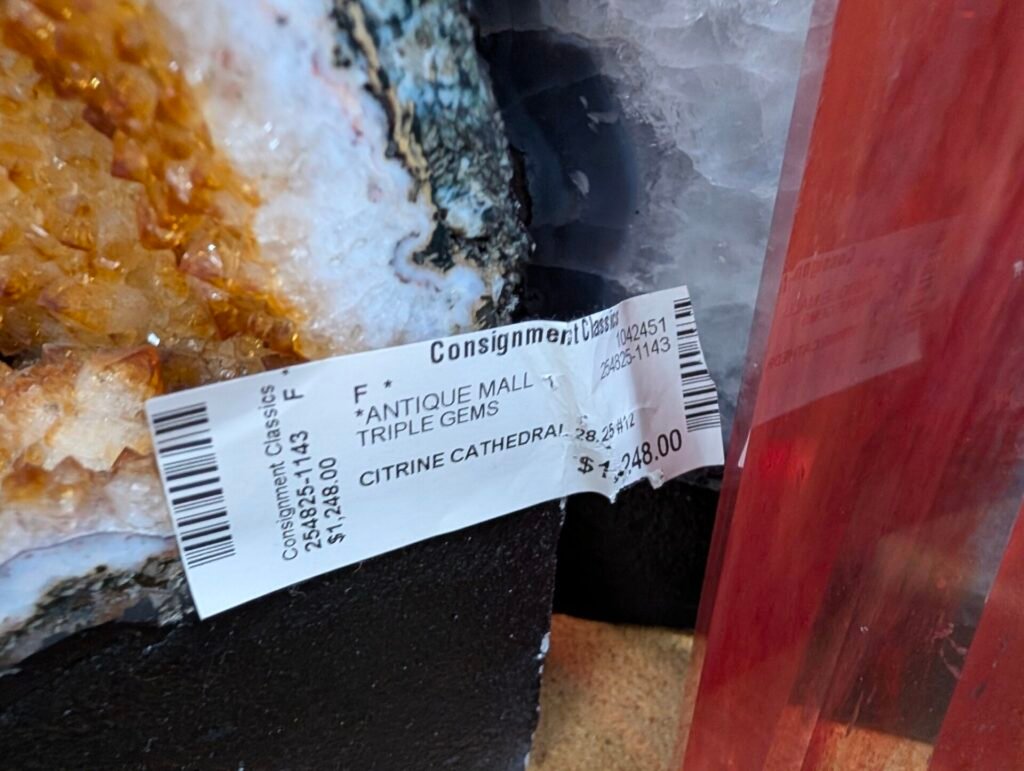 Consignment Classics
F *
254825-1143
$1,248.00
Consignment Classics
1042451
254825-1143
F *
*ANTIQUE MALL
TRIPLE GEMS
CITRINE CATHEDRAL 28.25 #12
$1,248.00